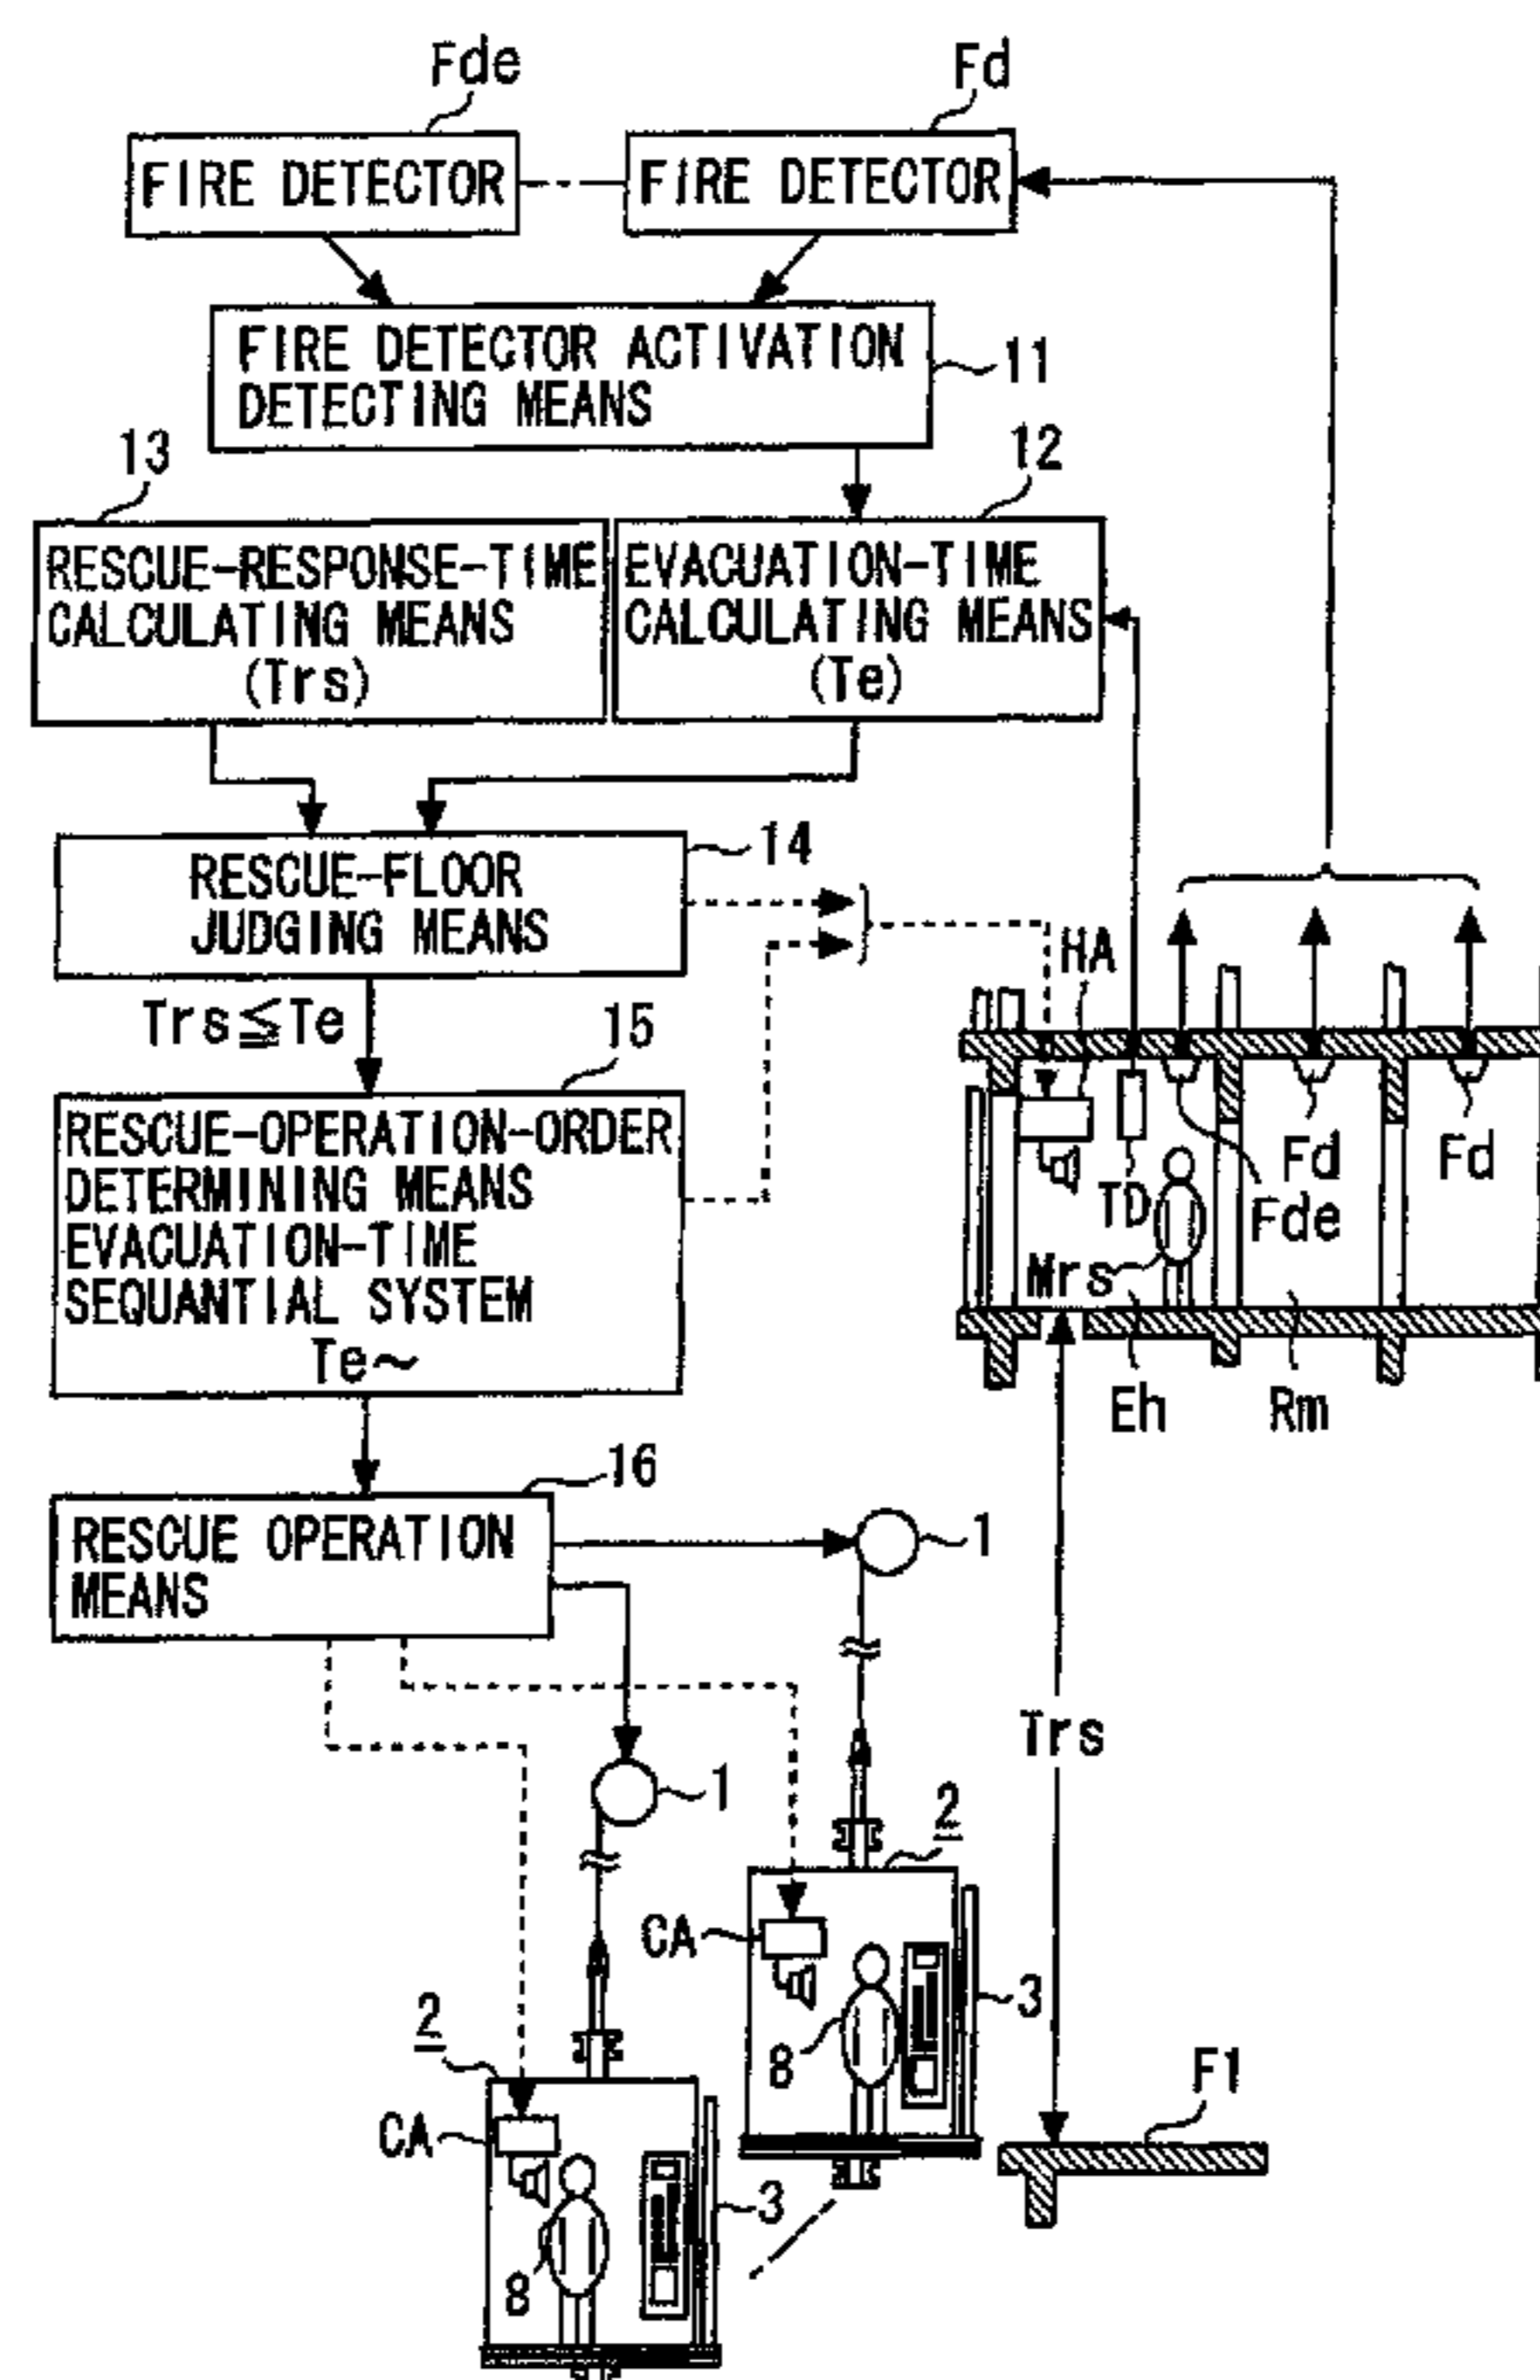 Fde
Fd
FIRE DETECTOR
FIRE DETECTOR
FIRE DETECTOR ACTIVATION
DETECTING MEANS
11
13
12
RESCUE-RESPONSE-TIME
CALCULATING MEANS
(Trs)
EVACUATION-TIME
CALCULATING MEANS
(Te)
RESCUE-FLOOR
JUDGING MEANS
14
HA
Trs≦Te
15
RESCUE-OPERATION-ORDER
DETERMINING MEANS
EVACUATION-TIME
SEQUANTIAL SYSTEM
Te~
TD
Fd
Fd
Fde
Mrs
Eh
Rm
16
RESCUE OPERATION
MEANS
1
1
Trs
2
CA
3
8
2
CA
3
8
F1